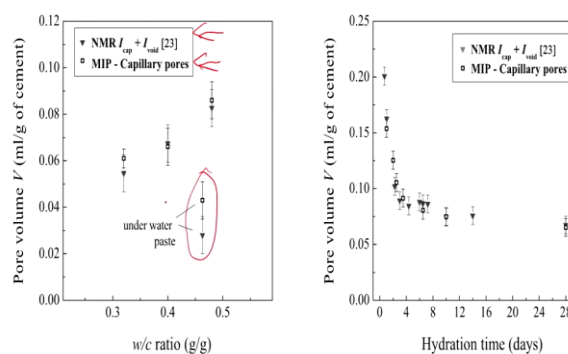 NMR I_cap + I_void [23]
MIP - Capillary pores
Pore volume V (ml/g of cement)
0.12
0.10
0.08
0.06
0.04
0.02
0.00
under water
paste
0.3
0.4
0.5
w/c ratio (g/g)
NMR I_cap + I_void [23]
MIP - Capillary pores
Pore volume V (ml/g of cement)
0.25
0.20
0.15
0.10
0.05
0.00
0 4 8 12 16 20 24 28
Hydration time (days)